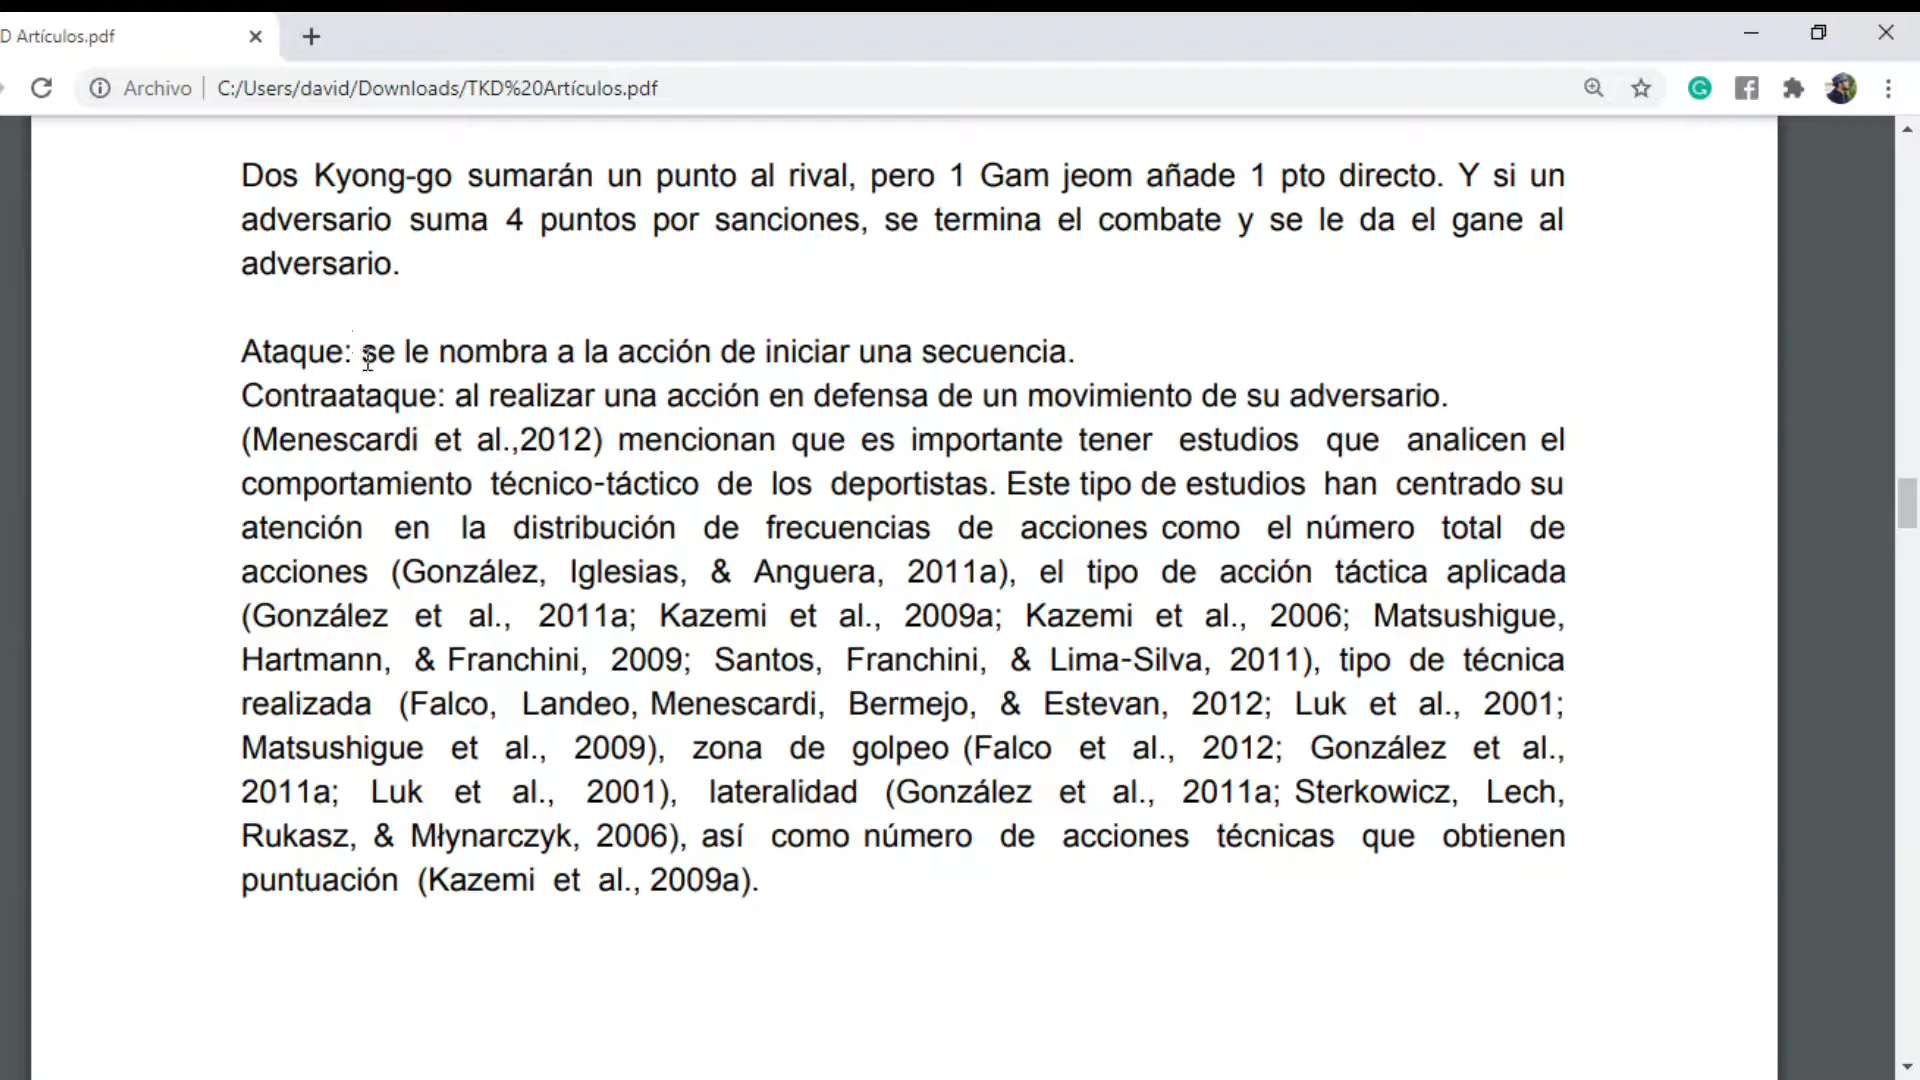 D Artículos.pdf
Archivo
C:/Users/david/Downloads/TKD%20Artículos.pdf
Dos Kyong-go sumarán un punto al rival, pero 1 Gam jeom añade 1 pto directo. Y si un
adversario suma 4 puntos por sanciones, se termina el combate y se le da el gane al
adversario.
Ataque: se le nombra a la acción de iniciar una secuencia.
Contraataque: al realizar una acción en defensa de un movimiento de su adversario.
(Menescardi et al.,2012) mencionan que es importante tener estudios que analicen el
comportamiento técnico-táctico de los deportistas. Este tipo de estudios han centrado su
atención en la distribución de frecuencias de acciones como el número total de
acciones (González, Iglesias, & Anguera, 2011a), el tipo de acción táctica aplicada
(González et al., 2011a; Kazemi et al., 2009a; Kazemi et al., 2006; Matsushigue,
Hartmann, & Franchini, 2009; Santos, Franchini, & Lima-Silva, 2011), tipo de técnica
realizada (Falco, Landeo, Menescardi, Bermejo, & Estevan, 2012; Luk et al., 2001;
Matsushigue et al., 2009), zona de golpeo (Falco et al., 2012; González et al.,
2011a; Luk et al., 2001), lateralidad (González et al., 2011a; Sterkowicz, Lech,
Rukasz, & Młynarczyk, 2006), así como número de acciones técnicas que obtienen
puntuación (Kazemi et al., 2009a).